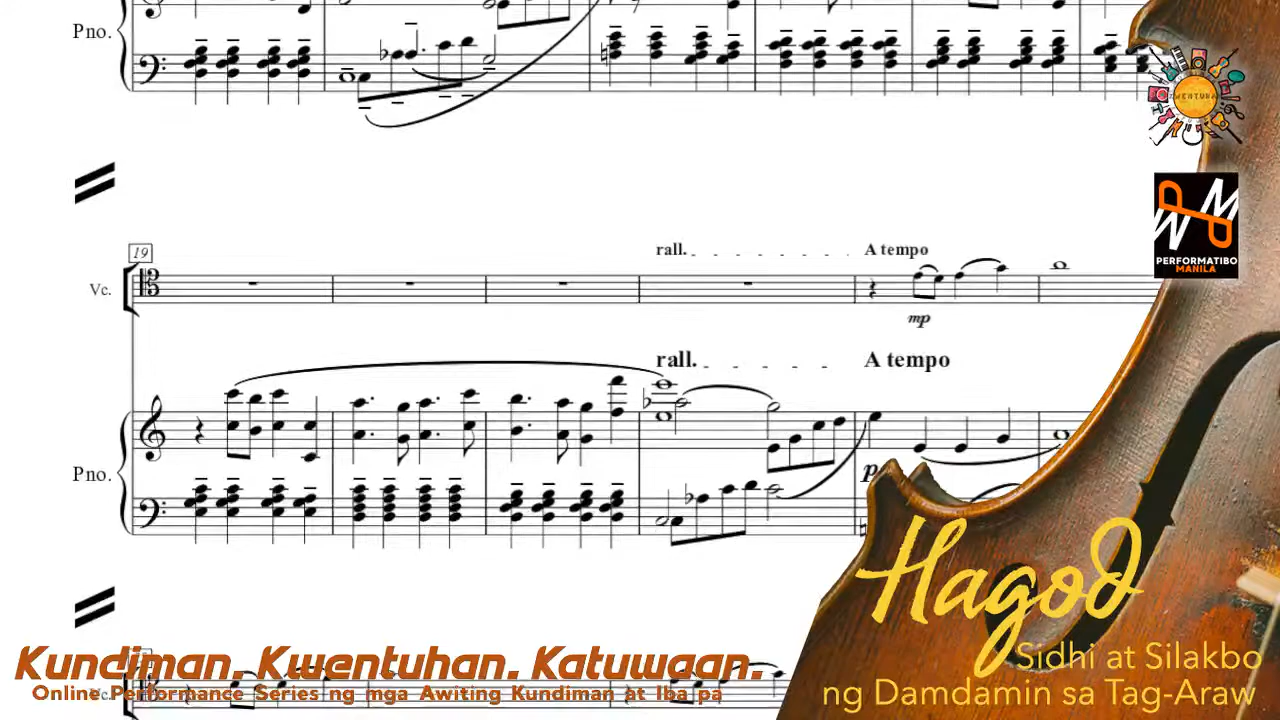 Pno.
19
rall.
A tempo
Vc.
mp
rall.
A tempo
Pno.
p
PERFORMATIBO
MANILA
Hagod
Sidhi at Silakbo
ng Damdamin sa Tag-Araw
Kundiman. Kwentuhan. Katuwaan.
Online Performance Series ng mga Awiting Kundiman at Iba pa
Vc.